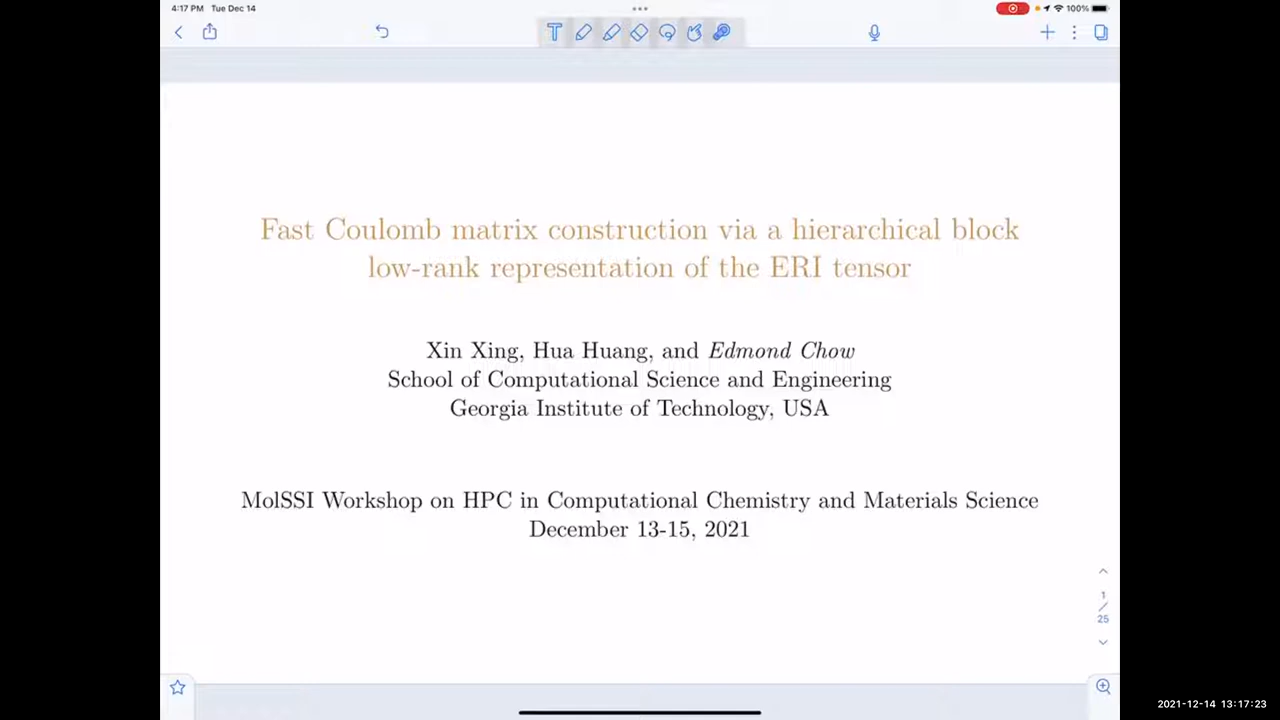 4:17 PM Tue Dec 14
100%
T
Fast Coulomb matrix construction via a hierarchical block
low-rank representation of the ERI tensor
Xin Xing, Hua Huang, and Edmond Chow
School of Computational Science and Engineering
Georgia Institute of Technology, USA
MolSSI Workshop on HPC in Computational Chemistry and Materials Science
December 13-15, 2021
1
/
25
2021-12-14 13:17:23